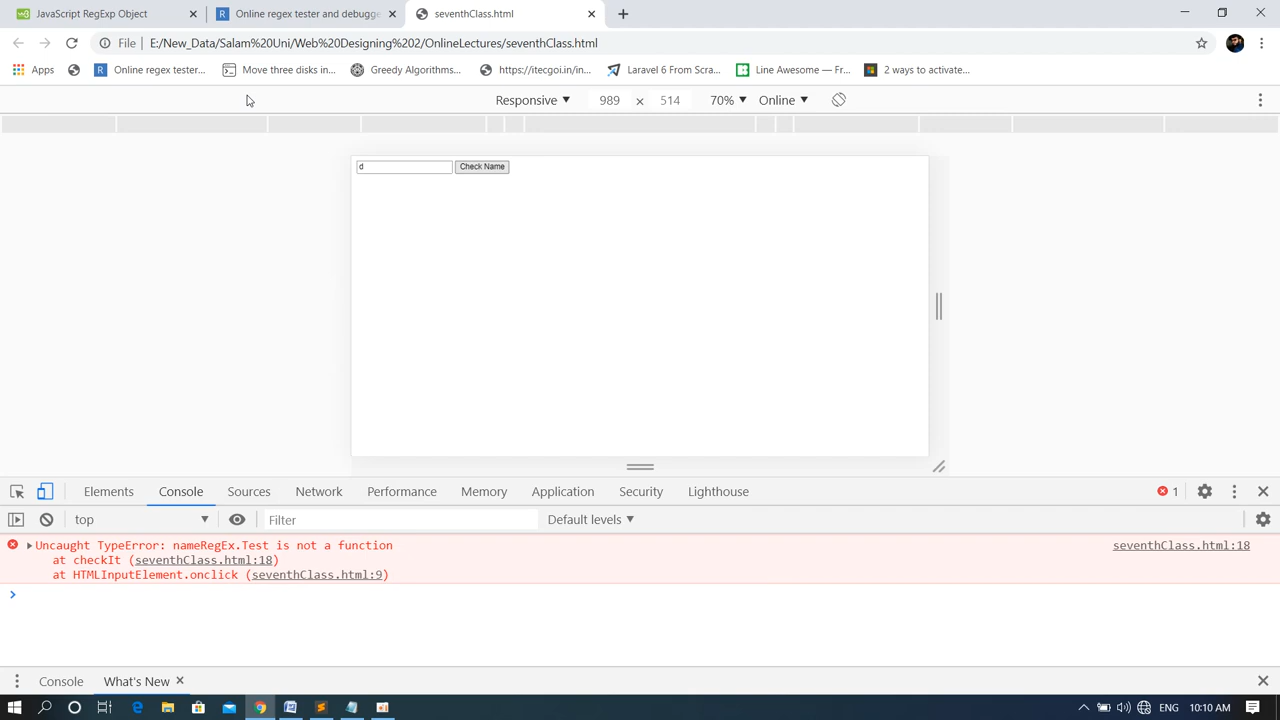 JavaScript RegExp Object
Online regex tester and debugge
seventhClass.html
File E:/New_Data/Salam%20Uni/Web%20Designing%202/OnlineLectures/seventhClass.html
Apps
Online regex tester...
Move three disks in...
Greedy Algorithms...
https://itecgoi.in/in...
Laravel 6 From Scra...
Line Awesome — Fr...
2 ways to activate...
Responsive 989 × 514 70% Online
d Check Name
Elements Console Sources Network Performance Memory Application Security Lighthouse 1
top Filter Default levels
Uncaught TypeError: nameRegEx.Test is not a function seventhClass.html:18
at checkIt (seventhClass.html:18)
at HTMLInputElement.onclick (seventhClass.html:9)
Console What's New
ENG 10:10 AM